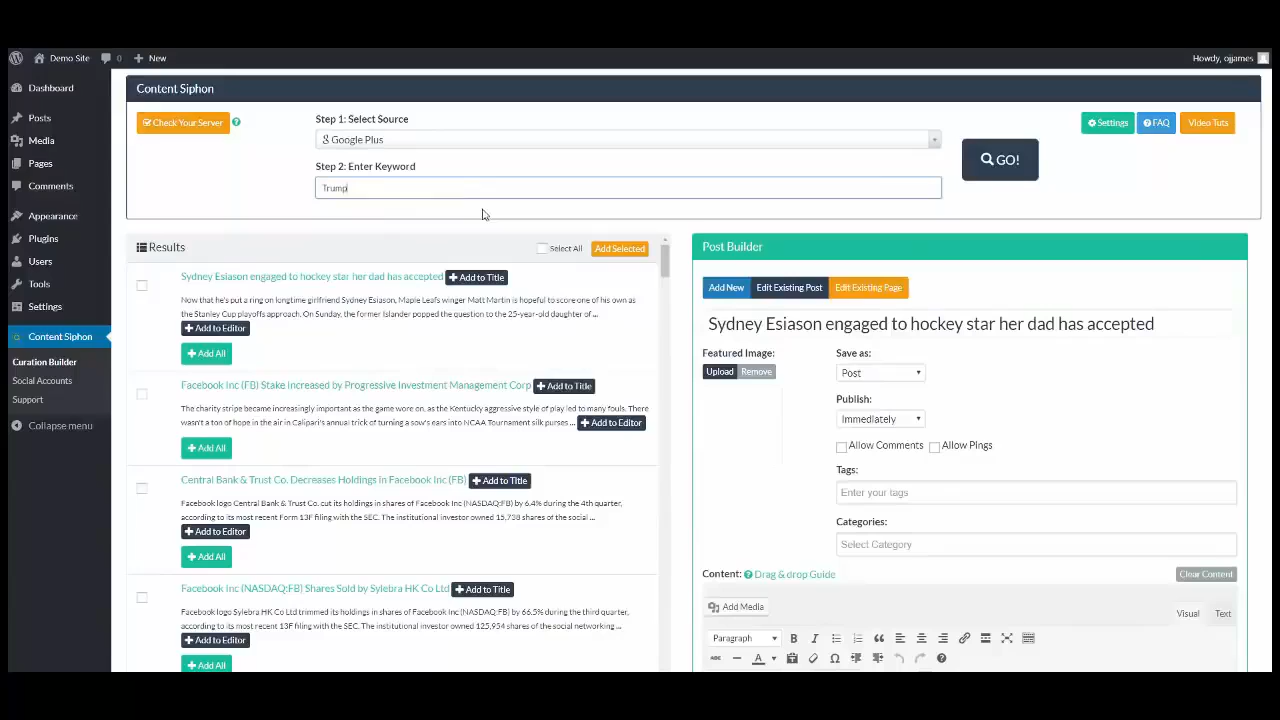 Demo Site 0 New Howdy, ojjames
Dashboard
Posts
Media
Pages
Comments
Appearance
Plugins
Users
Tools
Settings
Content Siphon
Curation Builder
Social Accounts
Support
Collapse menu
Content Siphon
Check Your Server
Step 1: Select Source
Google Plus
Step 2: Enter Keyword
Trump
GO!
Settings FAQ Video Tuts
Results Select All Add Selected
Sydney Esiason engaged to hockey star her dad has accepted Add to Title
Now that he's put a ring on longtime girlfriend Sydney Esiason, Maple Leafs winger Matt Martin is hopeful to score one of his own as
the Stanley Cup playoffs approach. On Sunday, the former Islander popped the question to the 25-year-old daughter of ...
Add to Editor
Add All
Facebook Inc (FB) Stake Increased by Progressive Investment Management Corp Add to Title
The charity stripe became increasingly important as the game wore on, as the Kentucky aggressive style of play led to many fouls. There
wasn't a ton of hope in the air in Calipari's annual trick of turning a sow's ears into NCAA Tournament silk purses ... Add to Editor
Add All
Central Bank & Trust Co. Decreases Holdings in Facebook Inc (FB) Add to Title
Facebook logo Central Bank & Trust Co. cut its holdings in shares of Facebook Inc (NASDAQ:FB) by 6.4% during the 4th quarter,
according to its most recent Form 13F filing with the SEC. The institutional investor owned 15,738 shares of the social ...
Add to Editor
Add All
Facebook Inc (NASDAQ:FB) Shares Sold by Sylebra HK Co Ltd Add to Title
Facebook logo Sylebra HK Co Ltd trimmed its holdings in shares of Facebook Inc (NASDAQ:FB) by 66.5% during the third quarter,
according to its most recent 13F filing with the SEC. The institutional investor owned 125,954 shares of the social networking ...
Add to Editor
Add All
Post Builder
Add New Edit Existing Post Edit Existing Page
Sydney Esiason engaged to hockey star her dad has accepted
Featured Image:
Upload Remove
Save as:
Post
Publish:
Immediately
Allow Comments Allow Pings
Tags:
Enter your tags
Categories:
Select Category
Content: Drag & drop Guide Clear Content
Add Media Visual Text
Paragraph B I
ABC A Ω